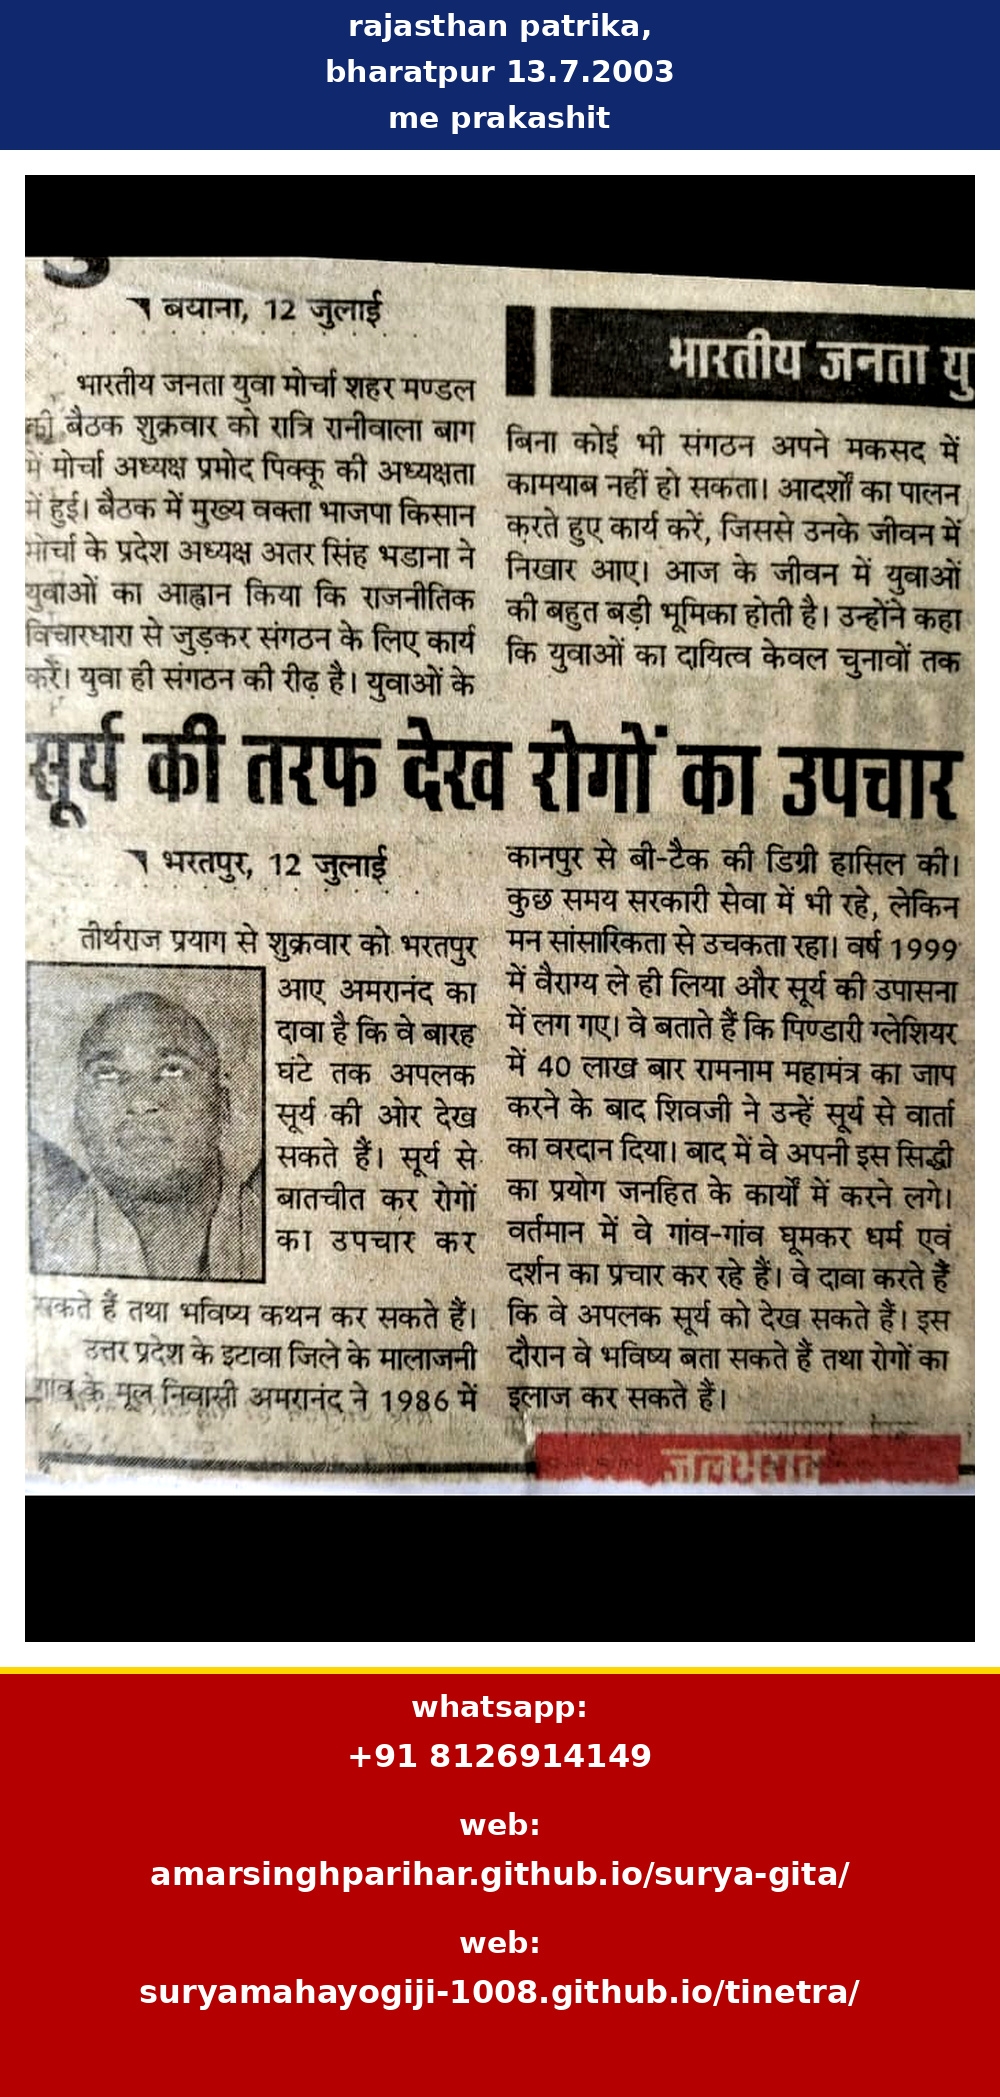 rajasthan patrika,
bharatpur 13.7.2003
me prakashit
बयाना, 12 जुलाई
भारतीय जनता युवा मोर्चा शहर मण्डल
की बैठक शुक्रवार को रात्रि रानीवाला बाग
में मोर्चा अध्यक्ष प्रमोद पिक्कू की अध्यक्षता
में हुई। बैठक में मुख्य वक्ता भाजपा किसान
मोर्चा के प्रदेश अध्यक्ष अतर सिंह भडाना ने
युवाओं का आह्वान किया कि राजनीतिक
विचारधारा से जुड़कर संगठन के लिए कार्य
करें। युवा ही संगठन की रीढ़ है। युवाओं के
भारतीय जनता यु
बिना कोई भी संगठन अपने मकसद में
कामयाब नहीं हो सकता। आदर्शों का पालन
करते हुए कार्य करें, जिससे उनके जीवन में
निखार आए। आज के जीवन में युवाओं
की बहुत बड़ी भूमिका होती है। उन्होंने कहा
कि युवाओं का दायित्व केवल चुनावों तक
सूर्य की तरफ देख रोगों का उपचार
भरतपुर, 12 जुलाई
तीर्थराज प्रयाग से शुक्रवार को भरतपुर
आए अमरानंद का
दावा है कि वे बारह
घंटे तक अपलक
सूर्य की ओर देख
सकते हैं। सूर्य से
बातचीत कर रोगों
का उपचार कर
सकते हैं तथा भविष्य कथन कर सकते हैं।
उत्तर प्रदेश के इटावा जिले के मालाजनी
गांव के मूल निवासी अमरानंद ने 1986 में
कानपुर से बी-टैक की डिग्री हासिल की।
कुछ समय सरकारी सेवा में भी रहे, लेकिन
मन सांसारिकता से उचकता रहा। वर्ष 1999
में वैराग्य ले ही लिया और सूर्य की उपासना
में लग गए। वे बताते हैं कि पिण्डारी ग्लेशियर
में 40 लाख बार रामनाम महामंत्र का जाप
करने के बाद शिवजी ने उन्हें सूर्य से वार्ता
का वरदान दिया। बाद में वे अपनी इस सिद्धी
का प्रयोग जनहित के कार्यों में करने लगे।
वर्तमान में वे गांव-गांव घूमकर धर्म एवं
दर्शन का प्रचार कर रहे हैं। वे दावा करते हैं
कि वे अपलक सूर्य को देख सकते हैं। इस
दौरान वे भविष्य बता सकते हैं तथा रोगों का
इलाज कर सकते हैं।
whatsapp:
+91 8126914149
web:
amarsinghparihar.github.io/surya-gita/
web:
suryamahayogiji-1008.github.io/tinetra/